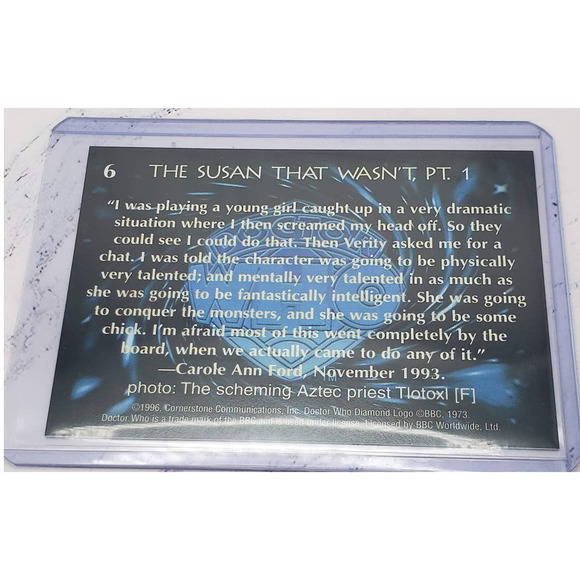 6 THE SUSAN THAT WASN'T, PT. 1
"I was playing a young girl caught up in a very dramatic
situation where I then screamed my head off. So they
could see I could do that. Then Verity asked me for a
chat. I was told the character was going to be physically
very talented; and mentally very talented in as much as
she was going to be fantastically intelligent. She was going
to conquer the monsters, and she was going to be some
chick. I'm afraid most of this went completely by the
board, when we actually came to do any of it."
—Carole Ann Ford, November 1993.
photo: The scheming Aztec priest Tlotoxl [F]
©1996, Cornerstone Communications, Inc. Doctor Who Diamond Logo ©BBC, 1973.
Doctor Who is a trade mark of the BBC and is used under license. Licensed by BBC Worldwide, Ltd.
DOCTOR
WHO
TM